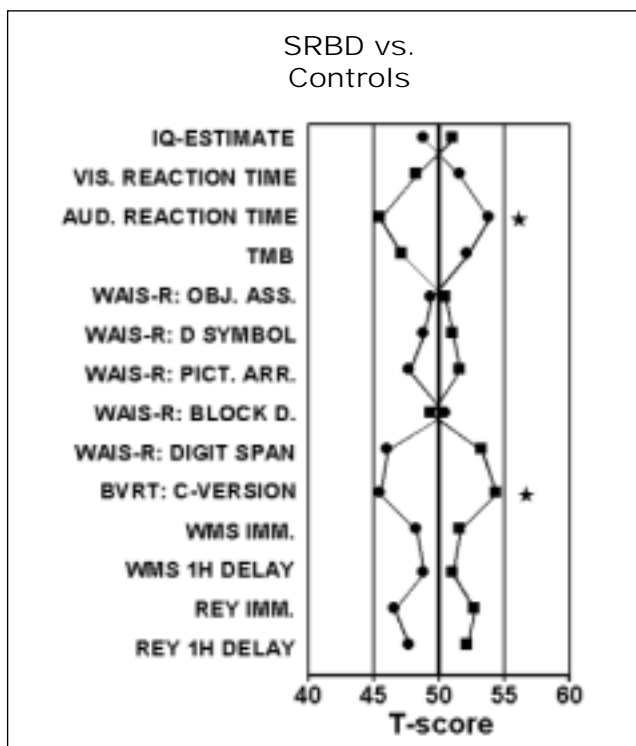 SRBD vs.
Controls
IQ-ESTIMATE
VIS. REACTION TIME
AUD. REACTION TIME
TMB
WAIS-R: OBJ. ASS.
WAIS-R: D SYMBOL
WAIS-R: PICT. ARR.
WAIS-R: BLOCK D.
WAIS-R: DIGIT SPAN
BVRT: C-VERSION
WMS IMM.
WMS 1H DELAY
REY IMM.
REY 1H DELAY
40 45 50 55 60
T-score